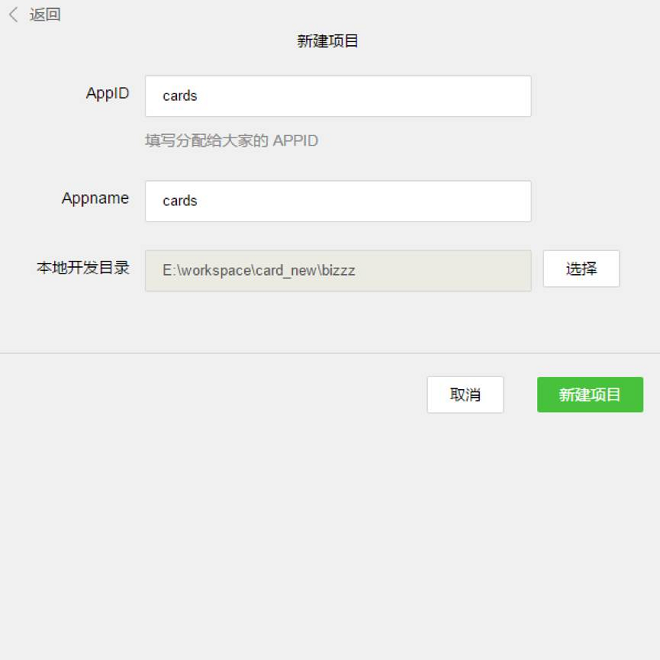 返回
新建项目
AppID
cards
填写分配给大家的 APPID
Appname
cards
本地开发目录
E:\workspace\card_new\bizzz
选择
取消
新建项目